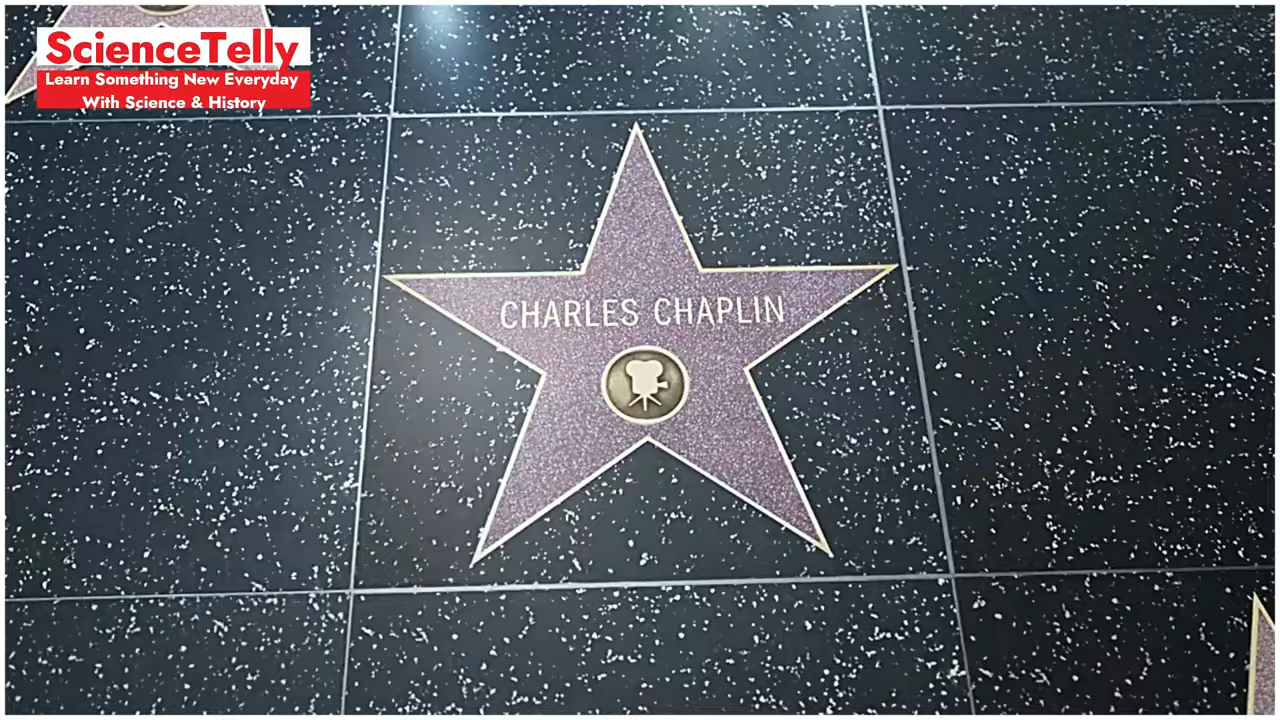 ScienceTelly
Learn Something New Everyday
With Science & History
CHARLES CHAPLIN